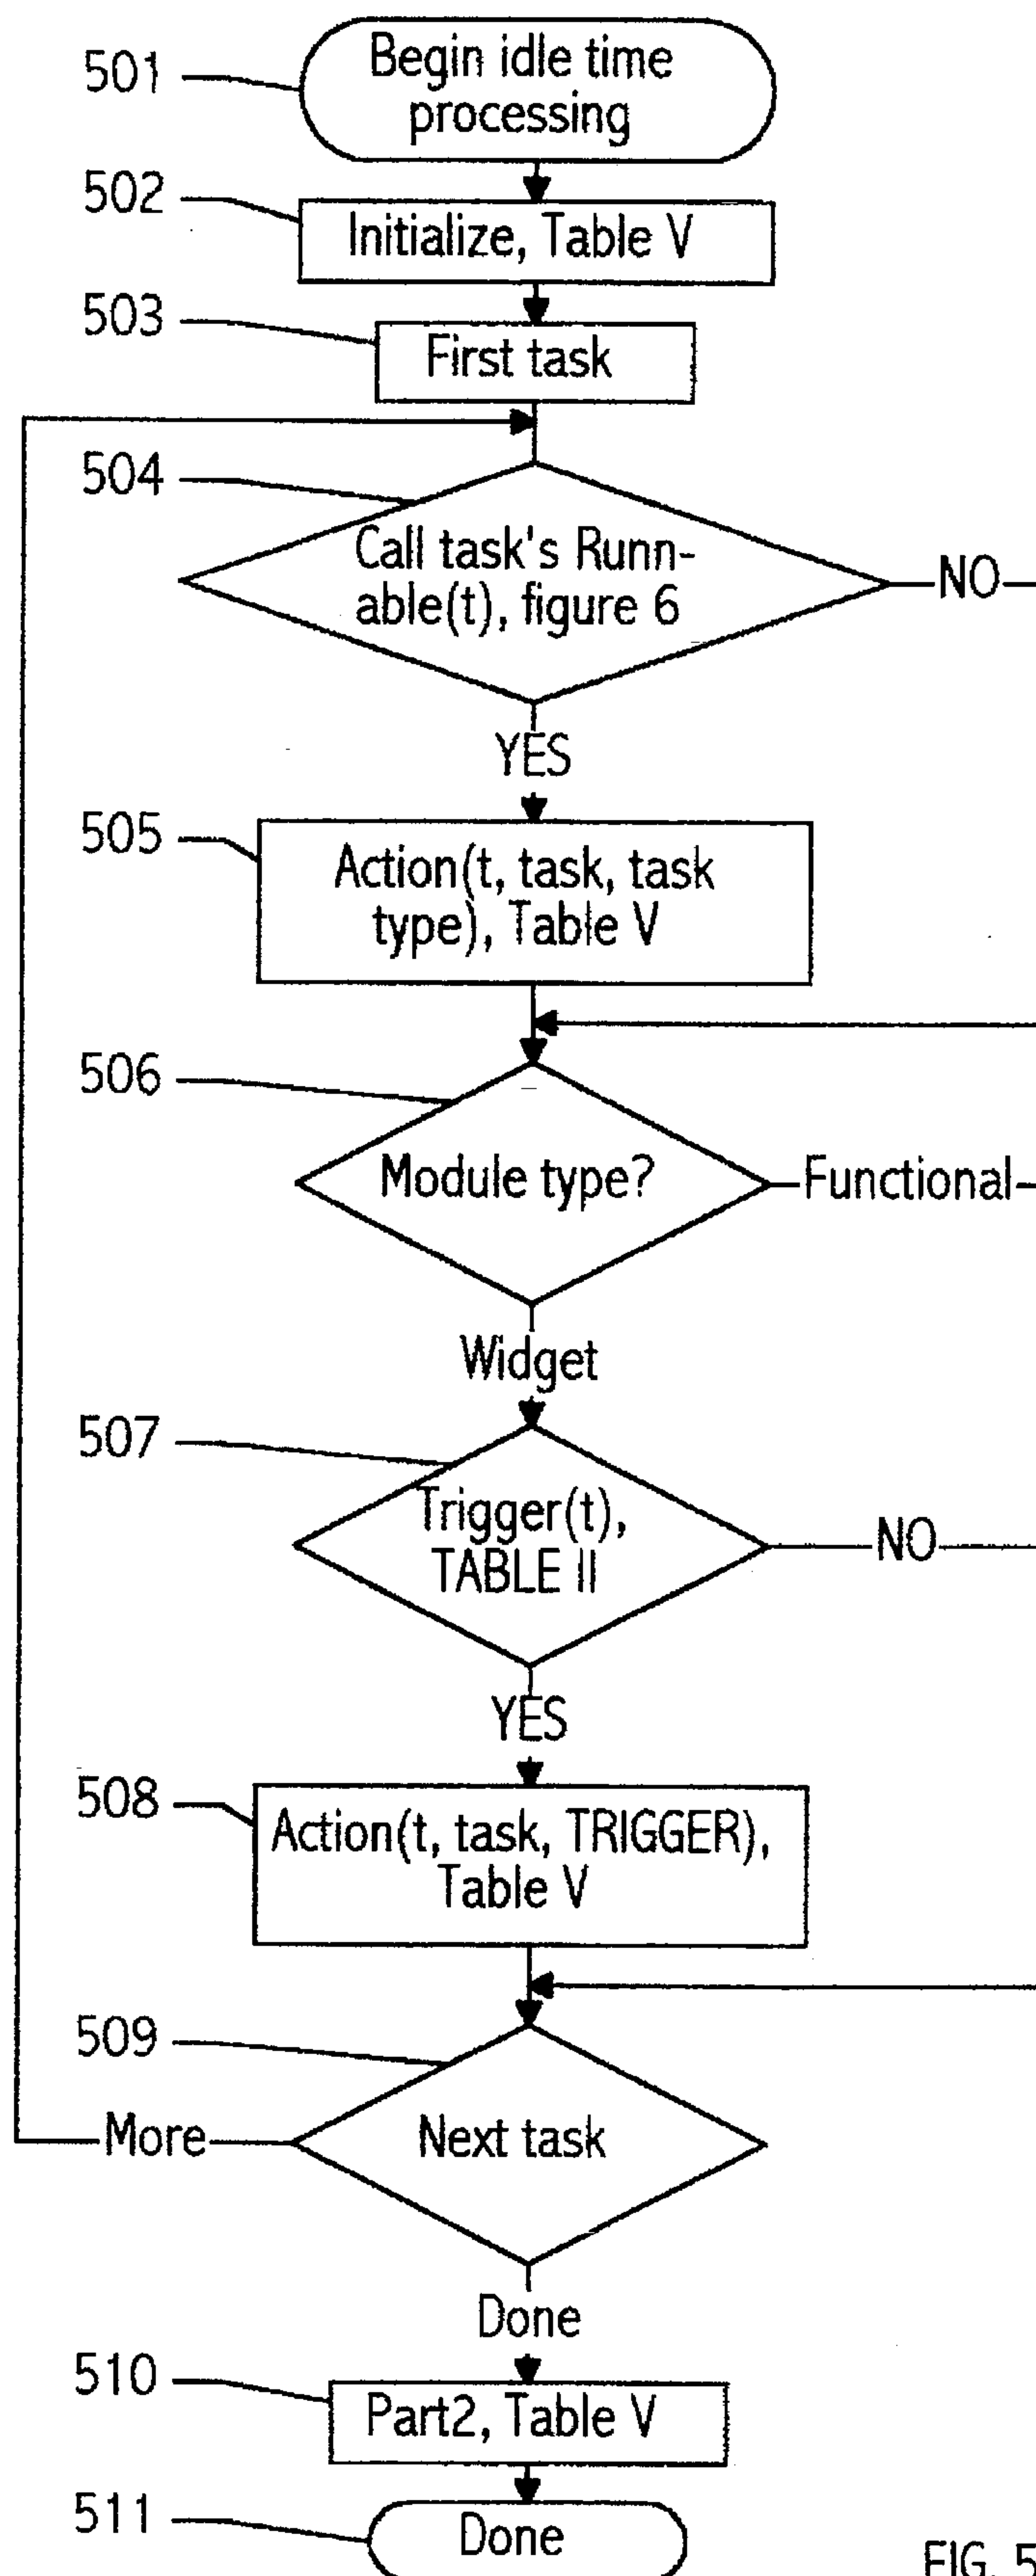 501
Begin idle time
processing
502
Initialize, Table V
503
First task
504
Call task's Runn-
able(t), figure 6
NO
YES
505
Action(t, task, task
type), Table V
506
Module type?
Functional
Widget
507
Trigger(t),
TABLE II
NO
YES
508
Action(t, task, TRIGGER),
Table V
509
Next task
More
Done
510
Part2, Table V
511
Done
FIG. 5